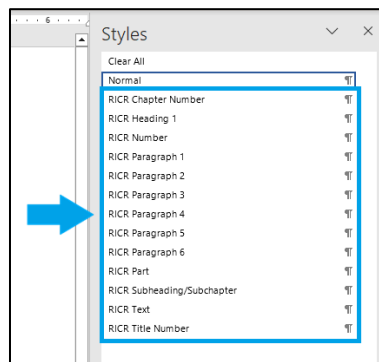 6
Styles
Clear All
Normal ¶
RICR Chapter Number ¶
RICR Heading 1 ¶
RICR Number ¶
RICR Paragraph 1 ¶
RICR Paragraph 2 ¶
RICR Paragraph 3 ¶
RICR Paragraph 4 ¶
RICR Paragraph 5 ¶
RICR Paragraph 6 ¶
RICR Part ¶
RICR Subheading/Subchapter ¶
RICR Text ¶
RICR Title Number ¶